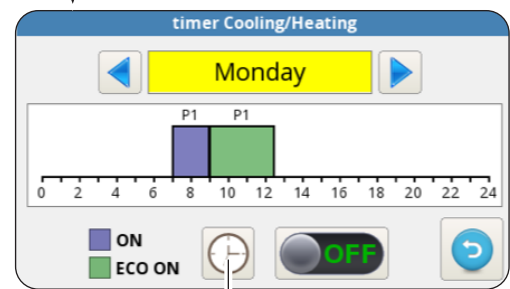 timer Cooling/Heating
Monday
P1 P1
0 2 4 6 8 10 12 14 16 18 20 22 24
ON
ECO ON
OFF